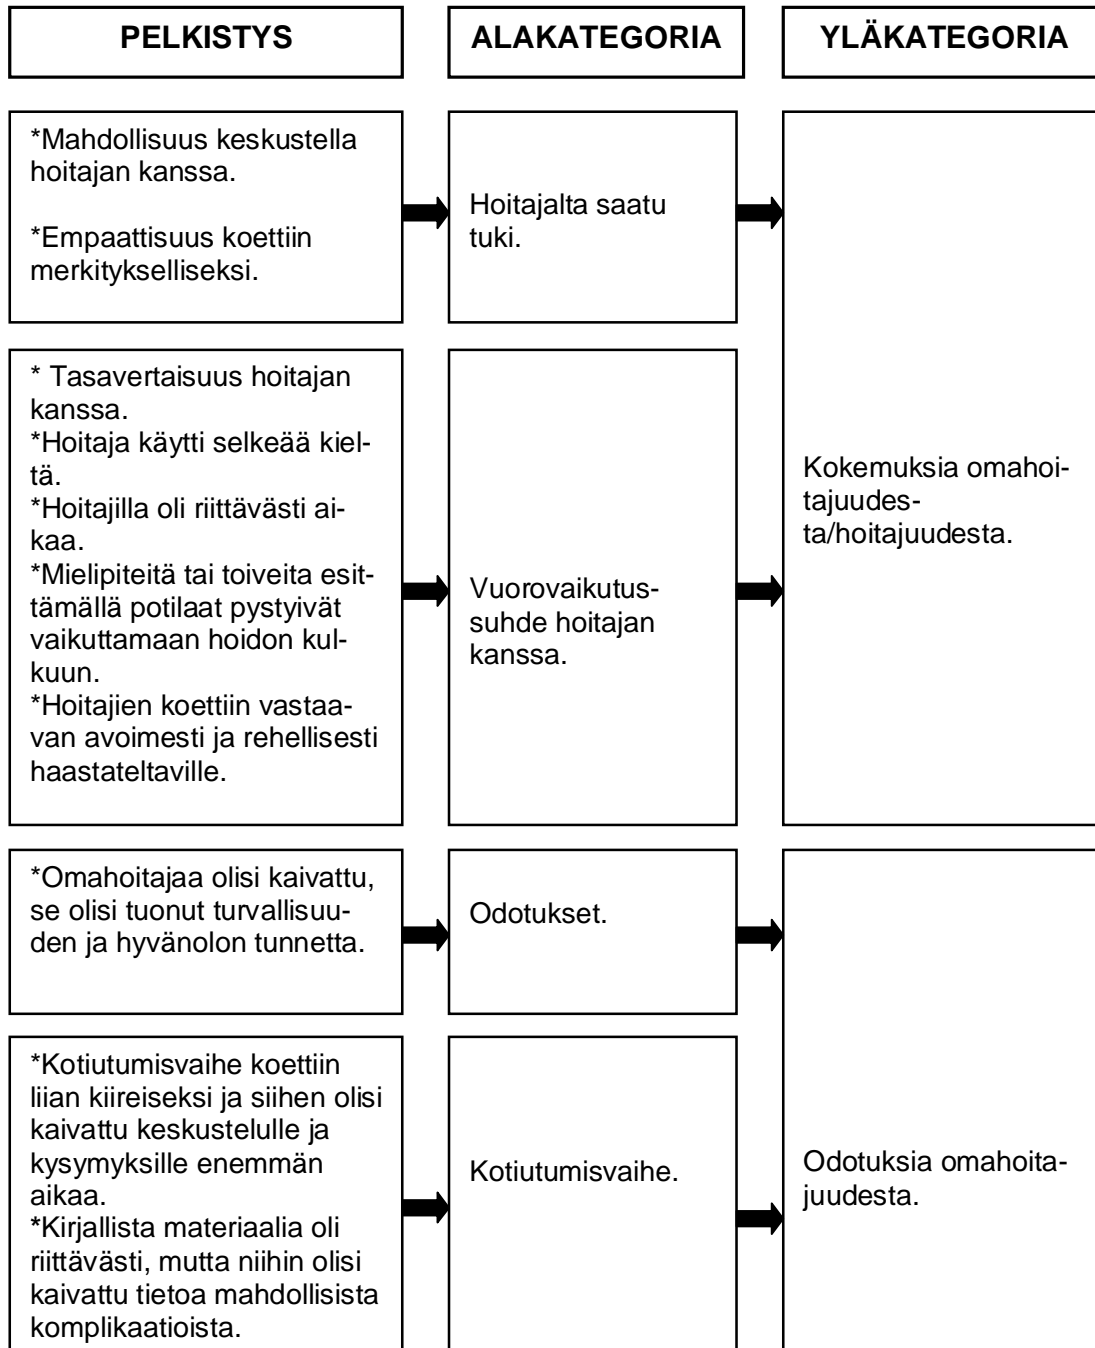 PELKISTYS
ALAKATEGORIA
YLÄKATEGORIA
*Mahdollisuus keskustella
hoitajan kanssa.
*Empaattisuus koettiin
merkitykselliseksi.
Hoitajalta saatu
tuki.
* Tasavertaisuus hoitajan
kanssa.
*Hoitaja käytti selkeää kiel-
tä.
*Hoitajilla oli riittävästi ai-
kaa.
*Mielipiteitä tai toiveita esit-
tämällä potilaat pystyivät
vaikuttamaan hoidon kul-
kuun.
*Hoitajien koettiin vastaa-
van avoimesti ja rehellisesti
haastateltaville.
Vuorovaikutus-
suhde hoitajan
kanssa.
Kokemuksia omahoi-
tajuudes-
ta/hoitajuudesta.
*Omahoitajaa olisi kaivattu,
se olisi tuonut turvallisuu-
den ja hyvänolon tunnetta.
Odotukset.
*Kotiutumisvaihe koettiin
liian kiireiseksi ja siihen olisi
kaivattu keskustelulle ja
kysymyksille enemmän
aikaa.
*Kirjallista materiaalia oli
riittävästi, mutta niihin olisi
kaivattu tietoa mahdollisista
komplikaatioista.
Kotiutumisvaihe.
Odotuksia omahoita-
juudesta.